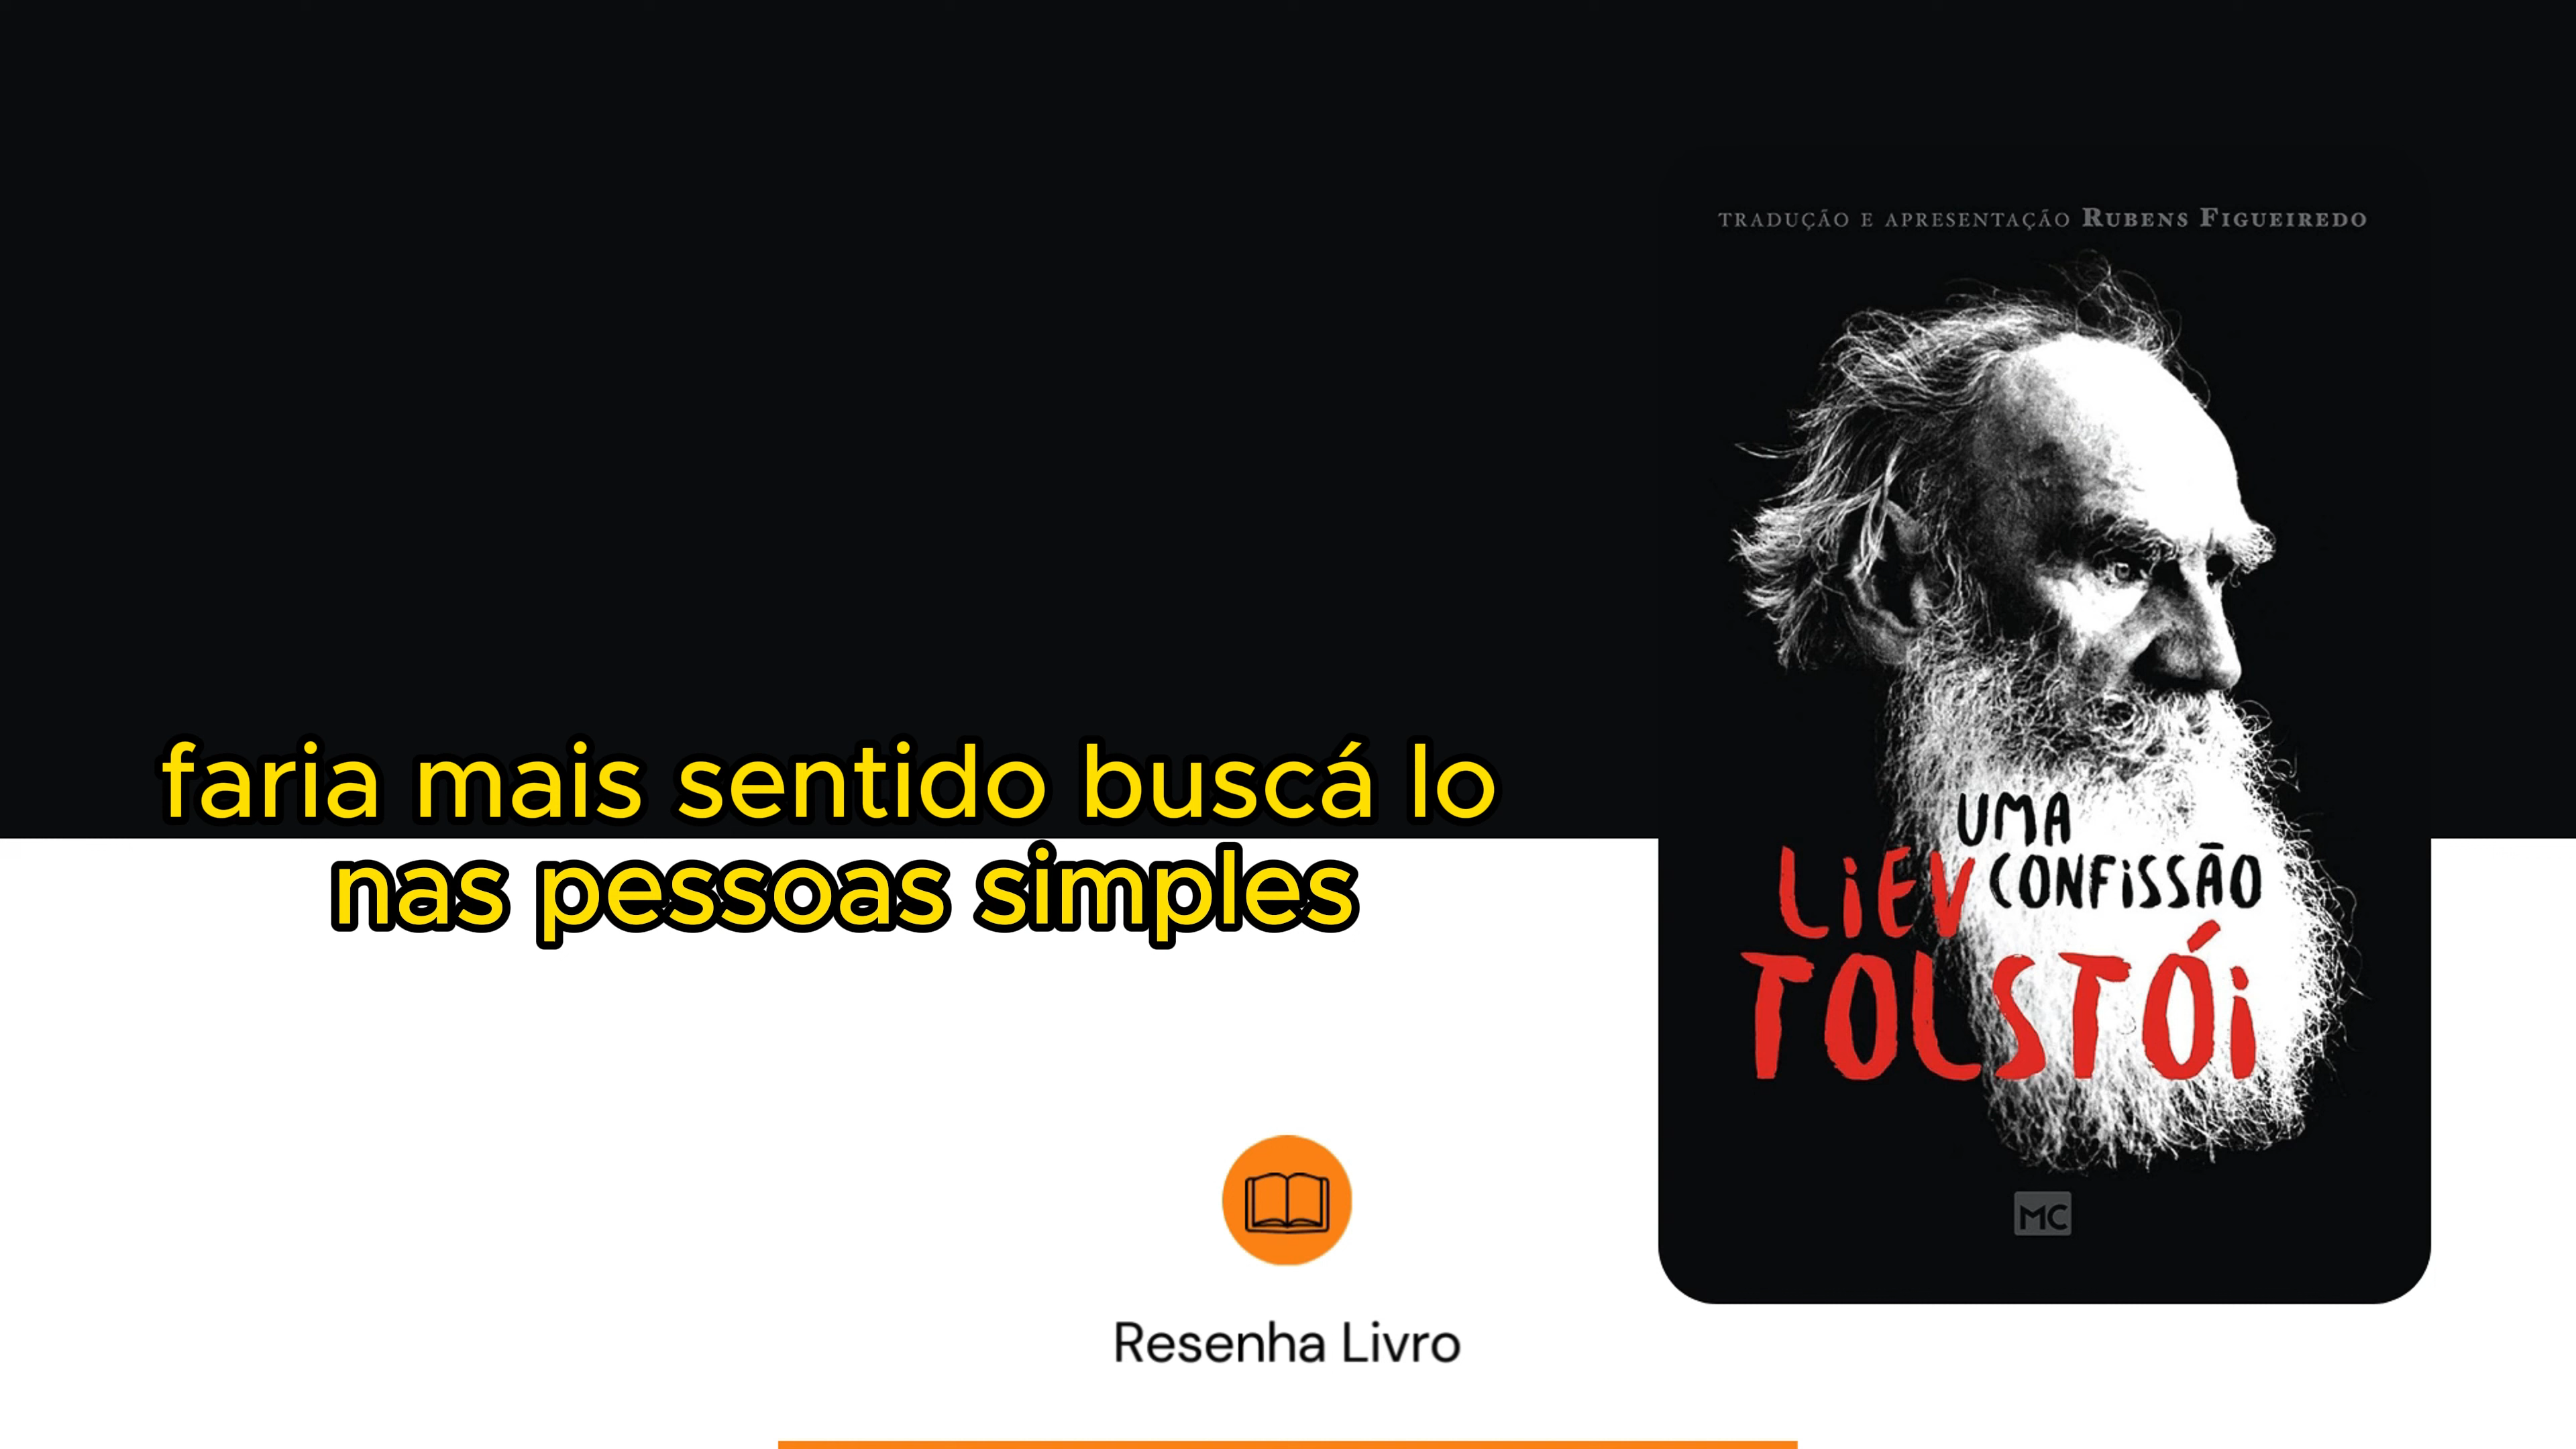 TRADUÇÃO E APRESENTAÇÃO RUBENS FIGUEIREDO
faria mais sentido buscá lo
nas pessoas simples
UMA
CONFISSÃO
LIEV
TOLSTÓI
MC
Resenha Livro